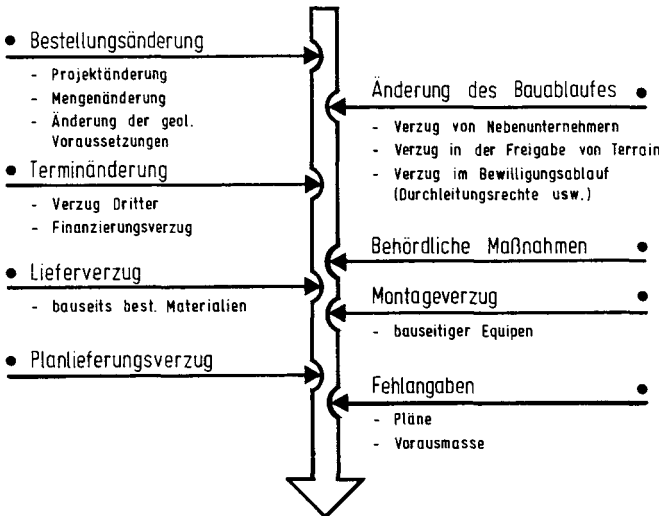 ● Bestellungsänderung
- Projektänderung
- Mengenänderung
- Änderung der geol.
Voraussetzungen
● Terminänderung
- Verzug Dritter
- Finanzierungsverzug
● Lieferverzug
- bauseits best. Materialien
● Planlieferungsverzug
Änderung des Bauablaufes ●
- Verzug von Nebenunternehmern
- Verzug in der Freigabe von Terrain
- Verzug im Bewilligungsablauf
(Durchleitungsrechte usw.)
Behördliche Maßnahmen ●
Montageverzug ●
- bauseitiger Equipen
Fehlangaben ●
- Pläne
- Vorausmasse